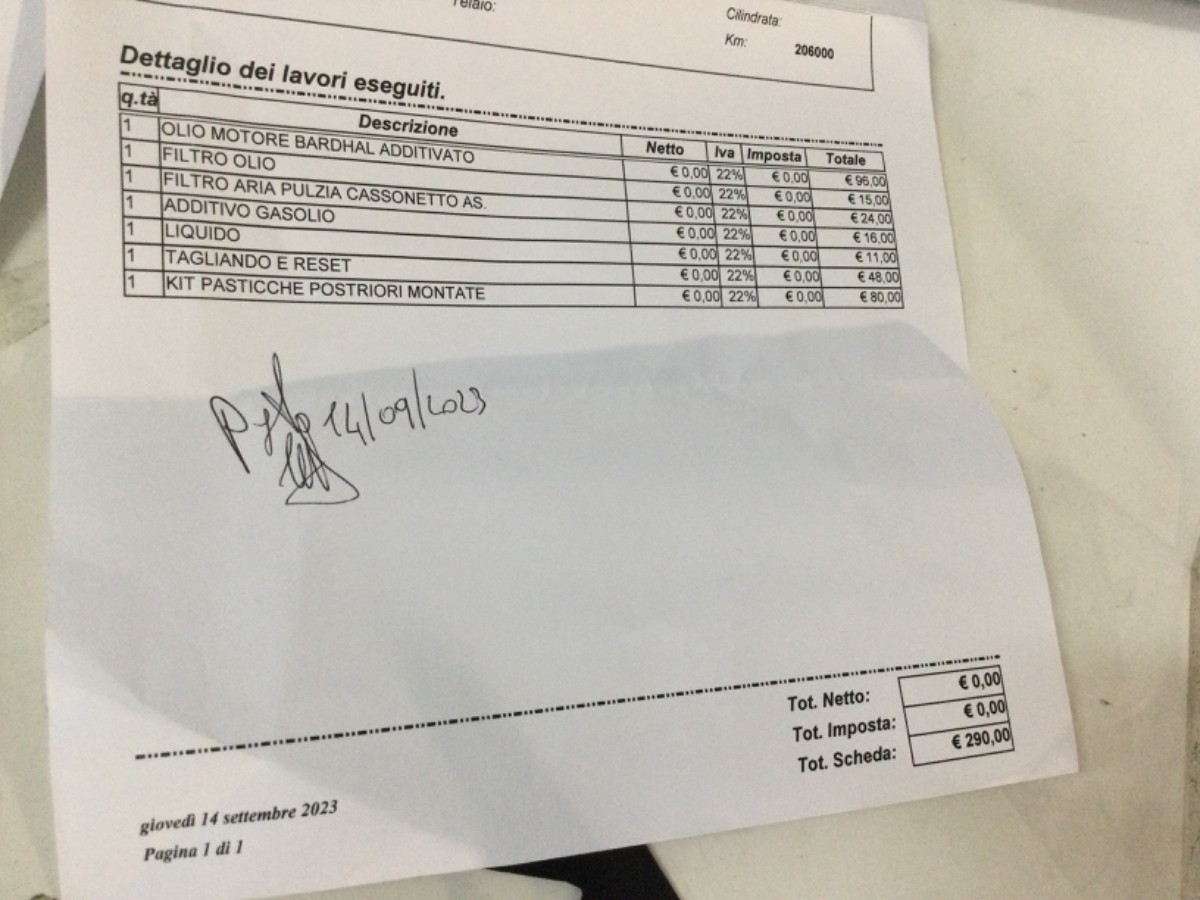 Telaio: Cilindrata:
Km: 206000
Dettaglio dei lavori eseguiti.
q.tà Descrizione Netto Iva Imposta Totale
1 OLIO MOTORE BARDHAL ADDITIVATO € 0,00 22% € 0,00 € 96,00
1 FILTRO OLIO € 0,00 22% € 0,00 € 15,00
1 FILTRO ARIA PULZIA CASSONETTO AS. € 0,00 22% € 0,00 € 24,00
1 ADDITIVO GASOLIO € 0,00 22% € 0,00 € 16,00
1 LIQUIDO € 0,00 22% € 0,00 € 11,00
1 TAGLIANDO E RESET € 0,00 22% € 0,00 € 48,00
1 KIT PASTICCHE POSTRIORI MONTATE € 0,00 22% € 0,00 € 80,00
14/09/2023
Tot. Netto: € 0,00
Tot. Imposta: € 0,00
Tot. Scheda: € 290,00
giovedì 14 settembre 2023
Pagina 1 di 1